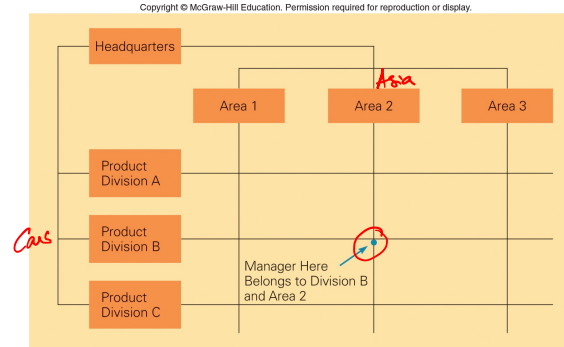 Copyright © McGraw-Hill Education. Permission required for reproduction or display.
Headquarters
Asia
Area 1
Area 2
Area 3
Product
Division A
Cars
Product
Division B
Manager Here
Belongs to Division B
and Area 2
Product
Division C